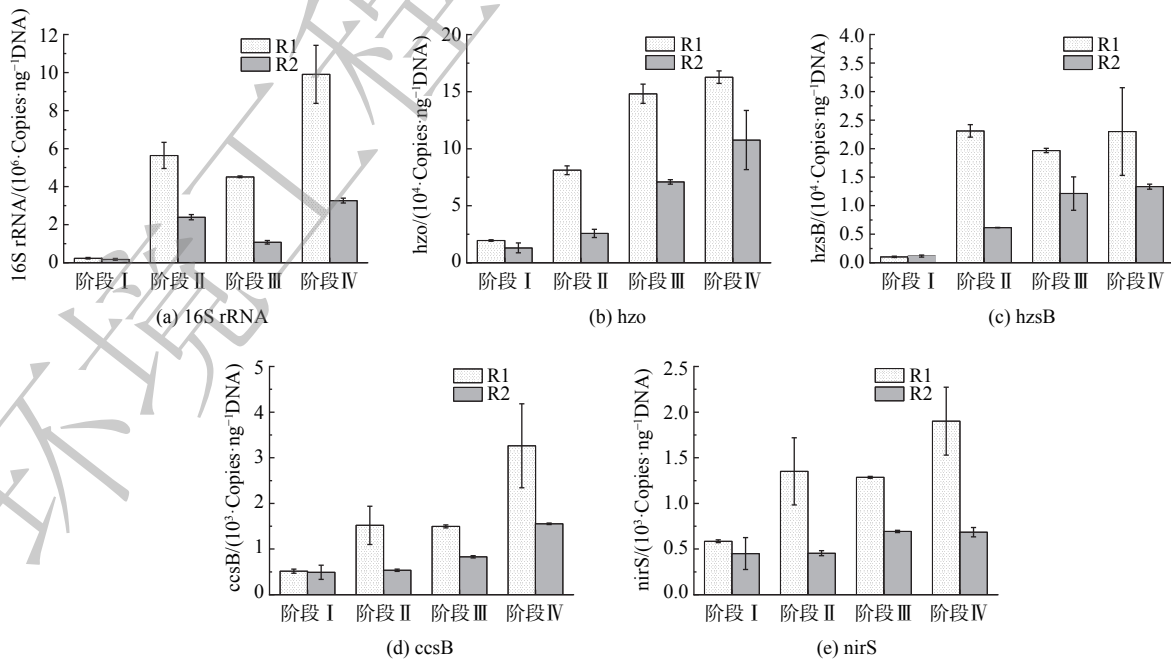 16S rRNA/(10⁶·Copies·ng⁻¹DNA)
12
10
8
6
4
2
0
R1
R2
阶段Ⅰ 阶段Ⅱ 阶段Ⅲ 阶段Ⅳ
(a) 16S rRNA
hzo/(10⁴·Copies·ng⁻¹DNA)
20
15
10
5
0
R1
R2
阶段Ⅰ 阶段Ⅱ 阶段Ⅲ 阶段Ⅳ
(b) hzo
hzsB/(10⁴·Copies·ng⁻¹DNA)
4.0
3.5
3.0
2.5
2.0
1.5
1.0
0.5
0.0
R1
R2
阶段Ⅰ 阶段Ⅱ 阶段Ⅲ 阶段Ⅳ
(c) hzsB
ccsB/(10³·Copies·ng⁻¹DNA)
5
4
3
2
1
0
R1
R2
阶段Ⅰ 阶段Ⅱ 阶段Ⅲ 阶段Ⅳ
(d) ccsB
nirS/(10³·Copies·ng⁻¹DNA)
2.5
2.0
1.5
1.0
0.5
0.0
R1
R2
阶段Ⅰ 阶段Ⅱ 阶段Ⅲ 阶段Ⅳ
(e) nirS
环境工程